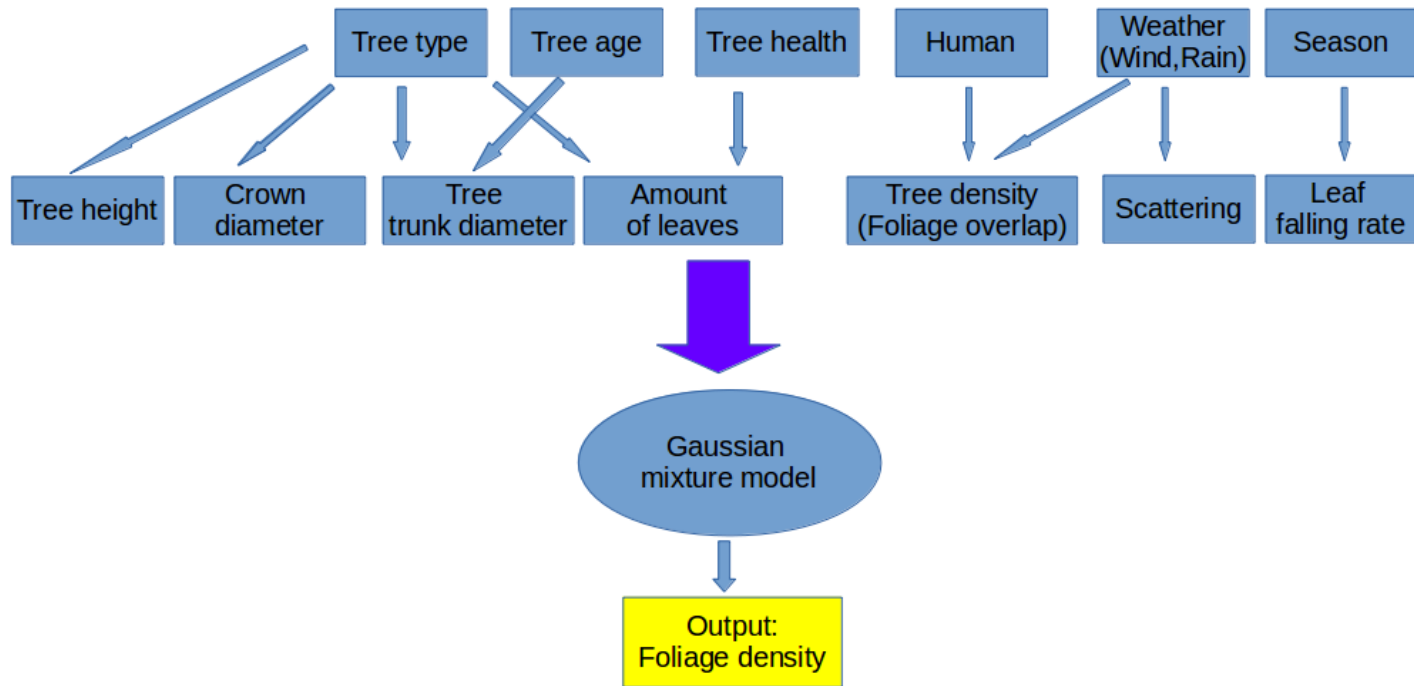 Tree type
Tree age
Tree health
Human
Weather
(Wind,Rain)
Season
Tree height
Crown
diameter
Tree
trunk diameter
Amount
of leaves
Tree density
(Foliage overlap)
Scattering
Leaf
falling rate
Gaussian
mixture model
Output:
Foliage density